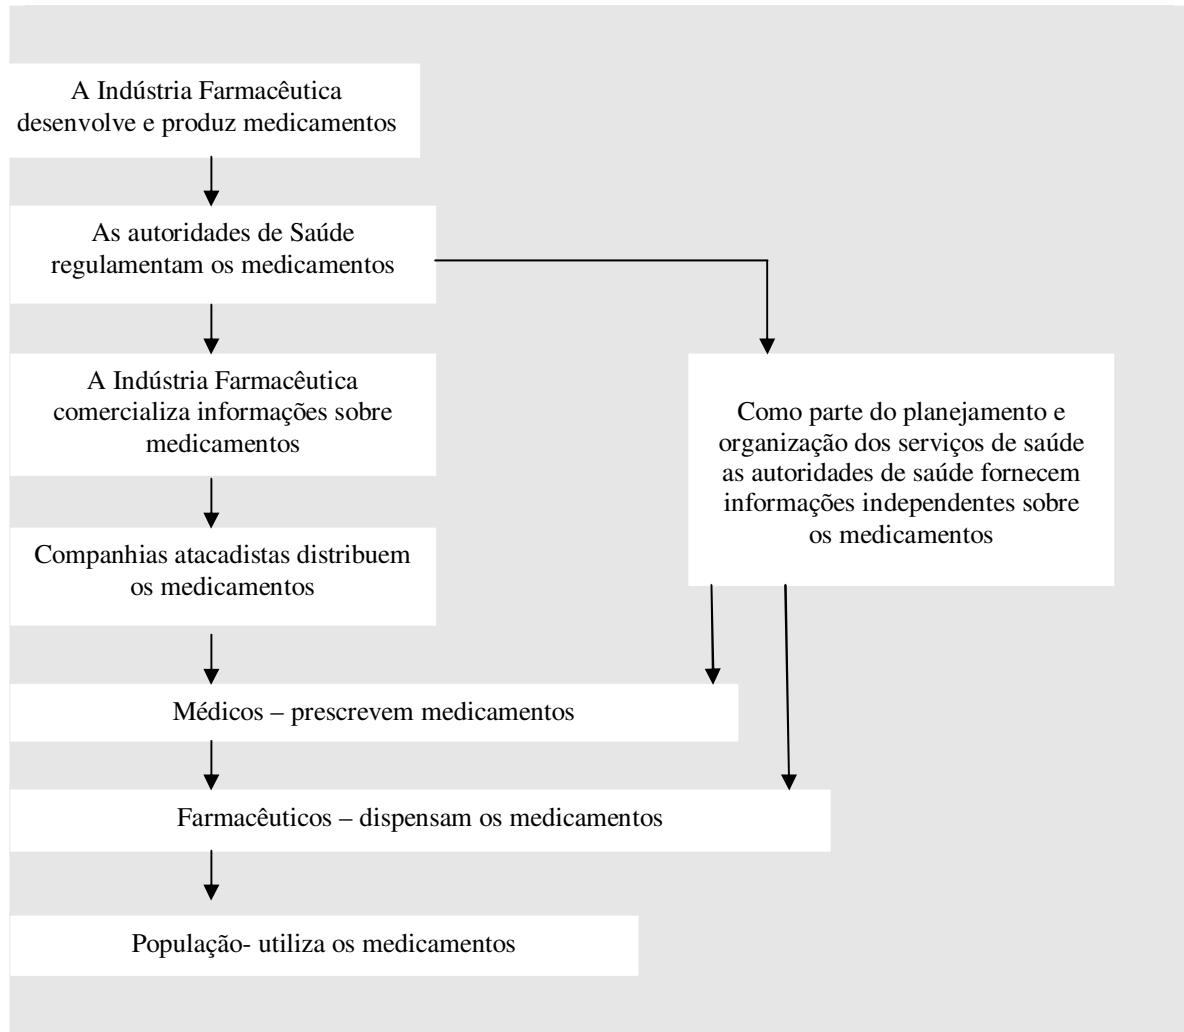 A Indústria Farmacêutica
desenvolve e produz medicamentos
As autoridades de Saúde
regulamentam os medicamentos
A Indústria Farmacêutica
comercializa informações sobre
medicamentos
Como parte do planejamento e
organização dos serviços de saúde
as autoridades de saúde fornecem
informações independentes sobre
os medicamentos
Companhias atacadistas distribuem
os medicamentos
Médicos – prescrevem medicamentos
Farmacêuticos – dispensam os medicamentos
População- utiliza os medicamentos